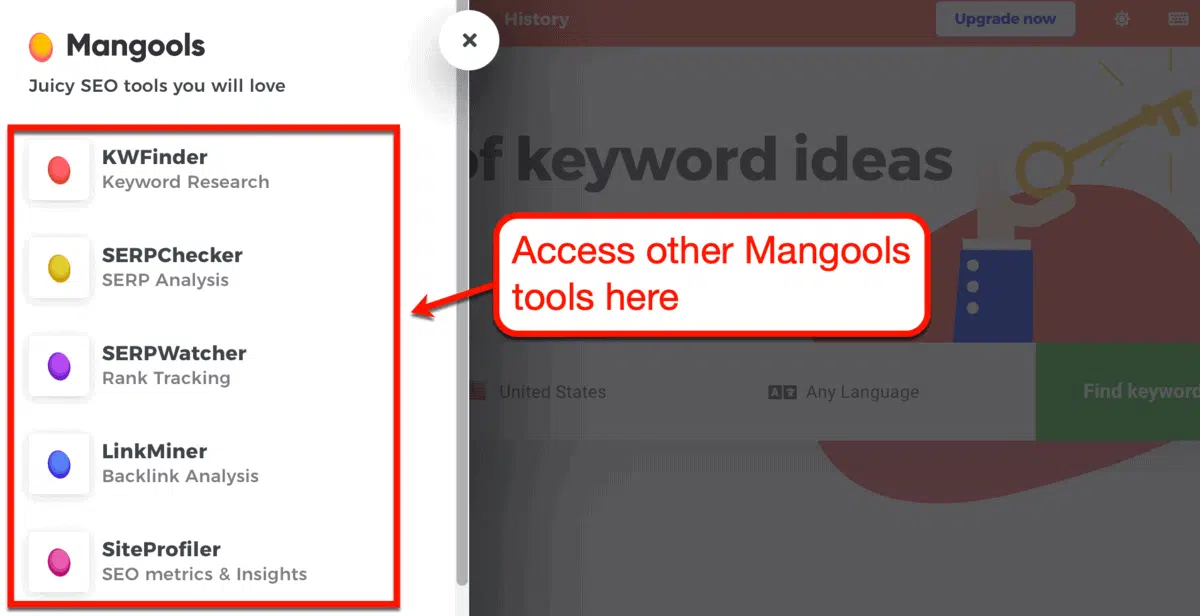 Mangools
Juicy SEO tools you will love
KWFinder
Keyword Research
SERPChecker
SERP Analysis
SERPWatcher
Rank Tracking
LinkMiner
Backlink Analysis
SiteProfiler
SEO metrics & Insights
History
Upgrade now
of keyword ideas
Access other Mangools
tools here
United States
Any Language
Find keyword